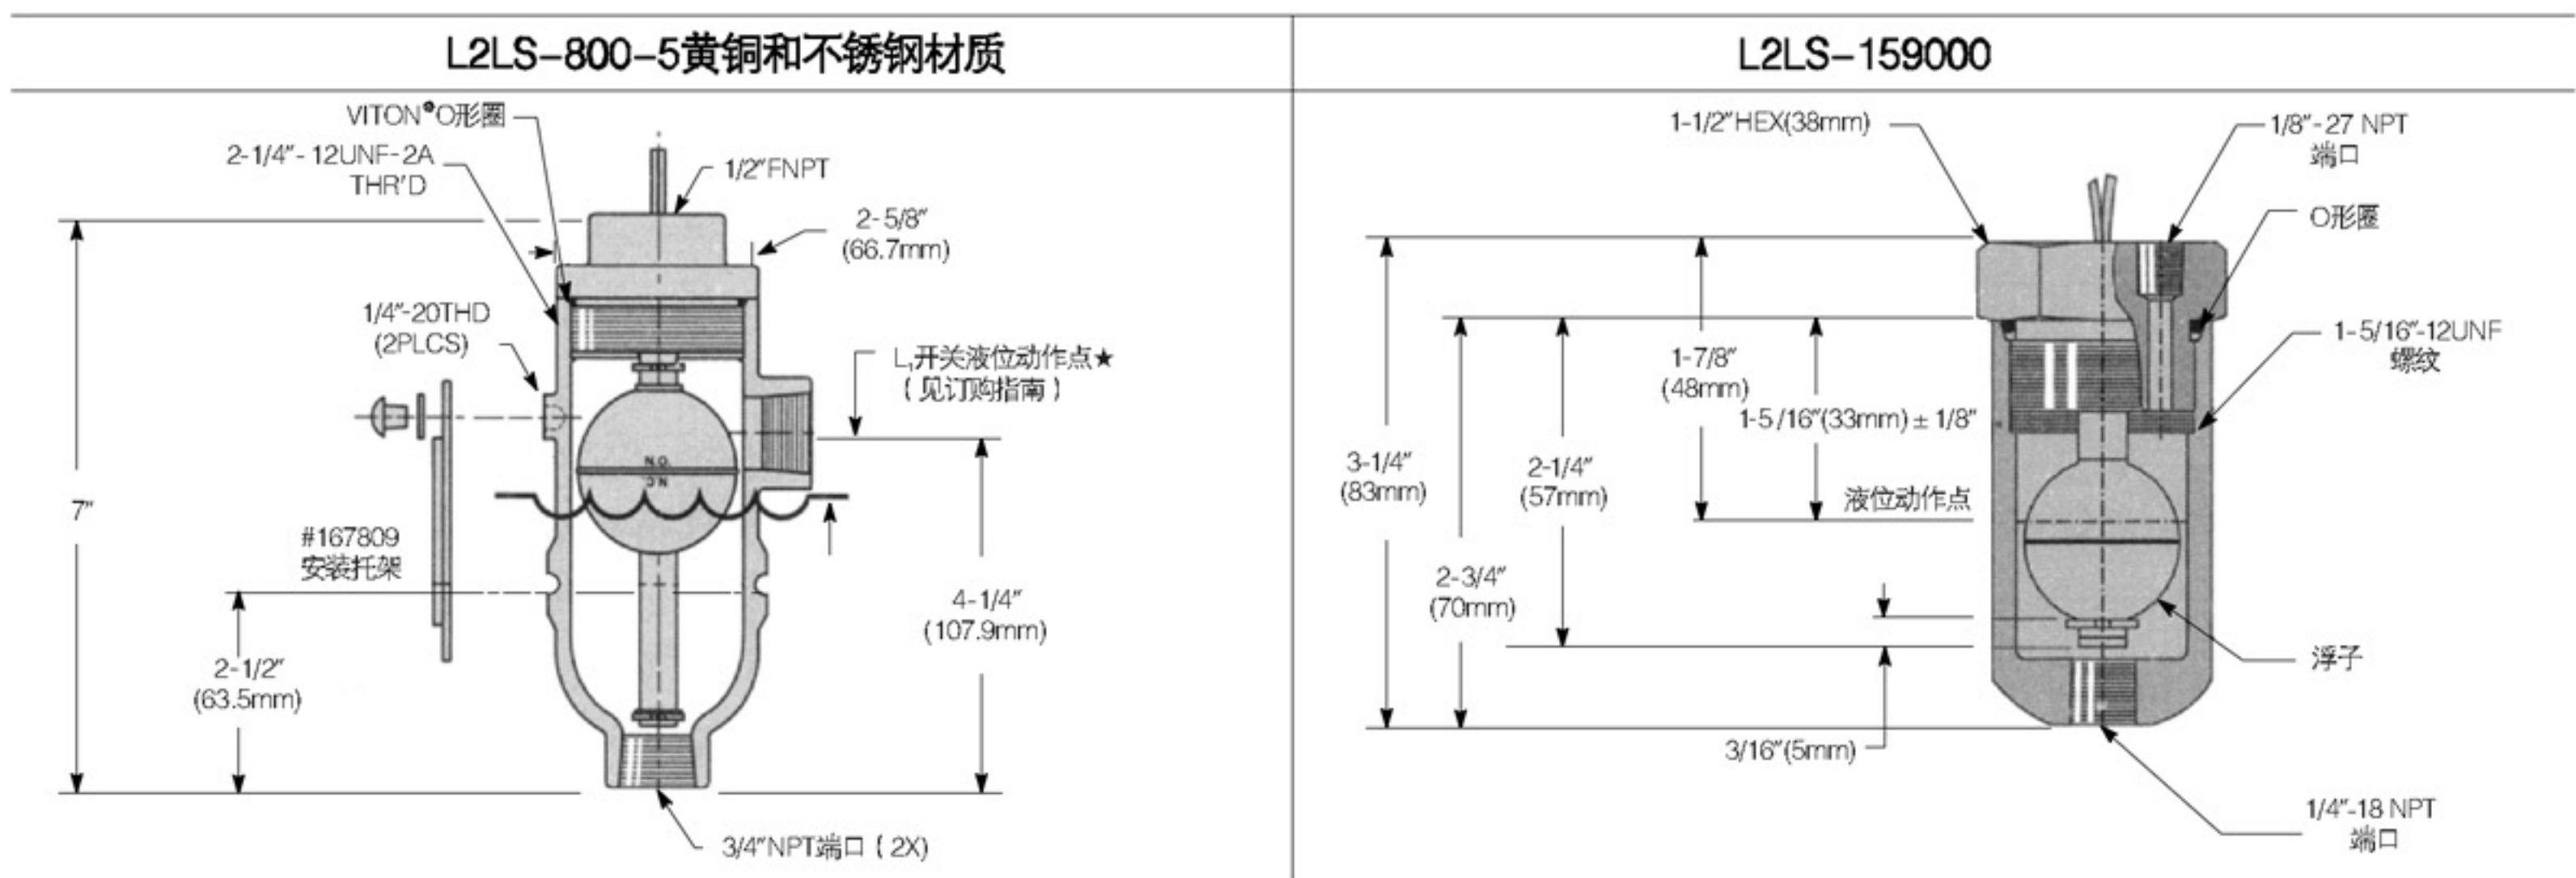 L2LS-800-5黄铜和不锈钢材质
VITON®O形圈
2-1/4"-12UNF-2A
THR'D
1/2"FNPT
2-5/8"
(66.7mm)
1/4"-20THD
(2PLCS)
L₁开关液位动作点★
(见订购指南)
N.O.
N.C.
7"
#167809
安装托架
2-1/2"
(63.5mm)
4-1/4"
(107.9mm)
3/4"NPT端口(2X)
L2LS-159000
1-1/2"HEX(38mm)
1/8"-27 NPT
端口
O形圈
1-5/16"-12UNF
螺纹
1-7/8"
(48mm)
1-5/16"(33mm)±1/8"
3-1/4"
(83mm)
2-1/4"
(57mm)
液位动作点
2-3/4"
(70mm)
浮子
3/16"(5mm)
1/4"-18 NPT
端口